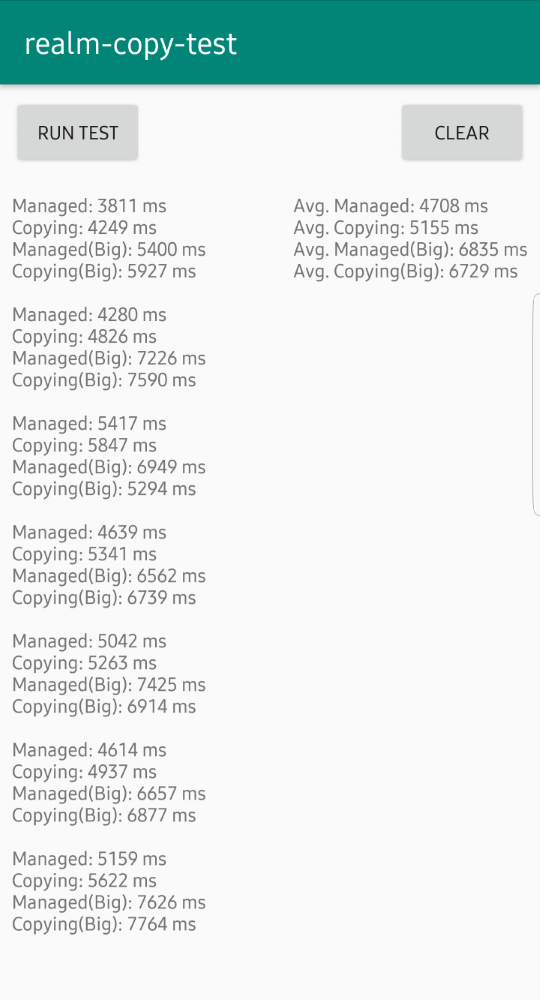 realm-copy-test
RUN TEST
CLEAR
Managed: 3811 ms
Copying: 4249 ms
Managed(Big): 5400 ms
Copying(Big): 5927 ms
Managed: 4280 ms
Copying: 4826 ms
Managed(Big): 7226 ms
Copying(Big): 7590 ms
Managed: 5417 ms
Copying: 5847 ms
Managed(Big): 6949 ms
Copying(Big): 5294 ms
Managed: 4639 ms
Copying: 5341 ms
Managed(Big): 6562 ms
Copying(Big): 6739 ms
Managed: 5042 ms
Copying: 5263 ms
Managed(Big): 7425 ms
Copying(Big): 6914 ms
Managed: 4614 ms
Copying: 4937 ms
Managed(Big): 6657 ms
Copying(Big): 6877 ms
Managed: 5159 ms
Copying: 5622 ms
Managed(Big): 7626 ms
Copying(Big): 7764 ms
Avg. Managed: 4708 ms
Avg. Copying: 5155 ms
Avg. Managed(Big): 6835 ms
Avg. Copying(Big): 6729 ms